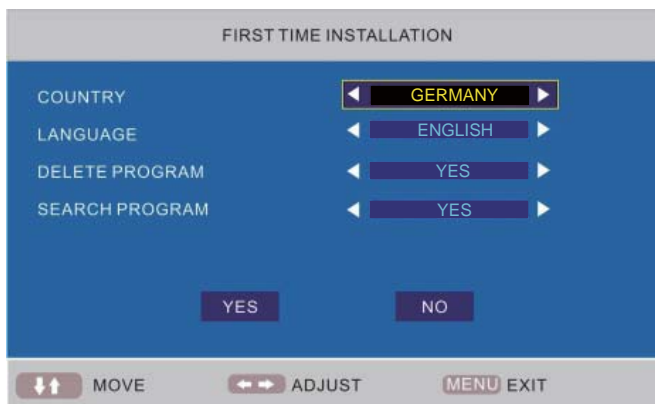 FIRST TIME INSTALLATION
COUNTRY GERMANY
LANGUAGE ENGLISH
DELETE PROGRAM YES
SEARCH PROGRAM YES
YES NO
MOVE ADJUST MENU EXIT